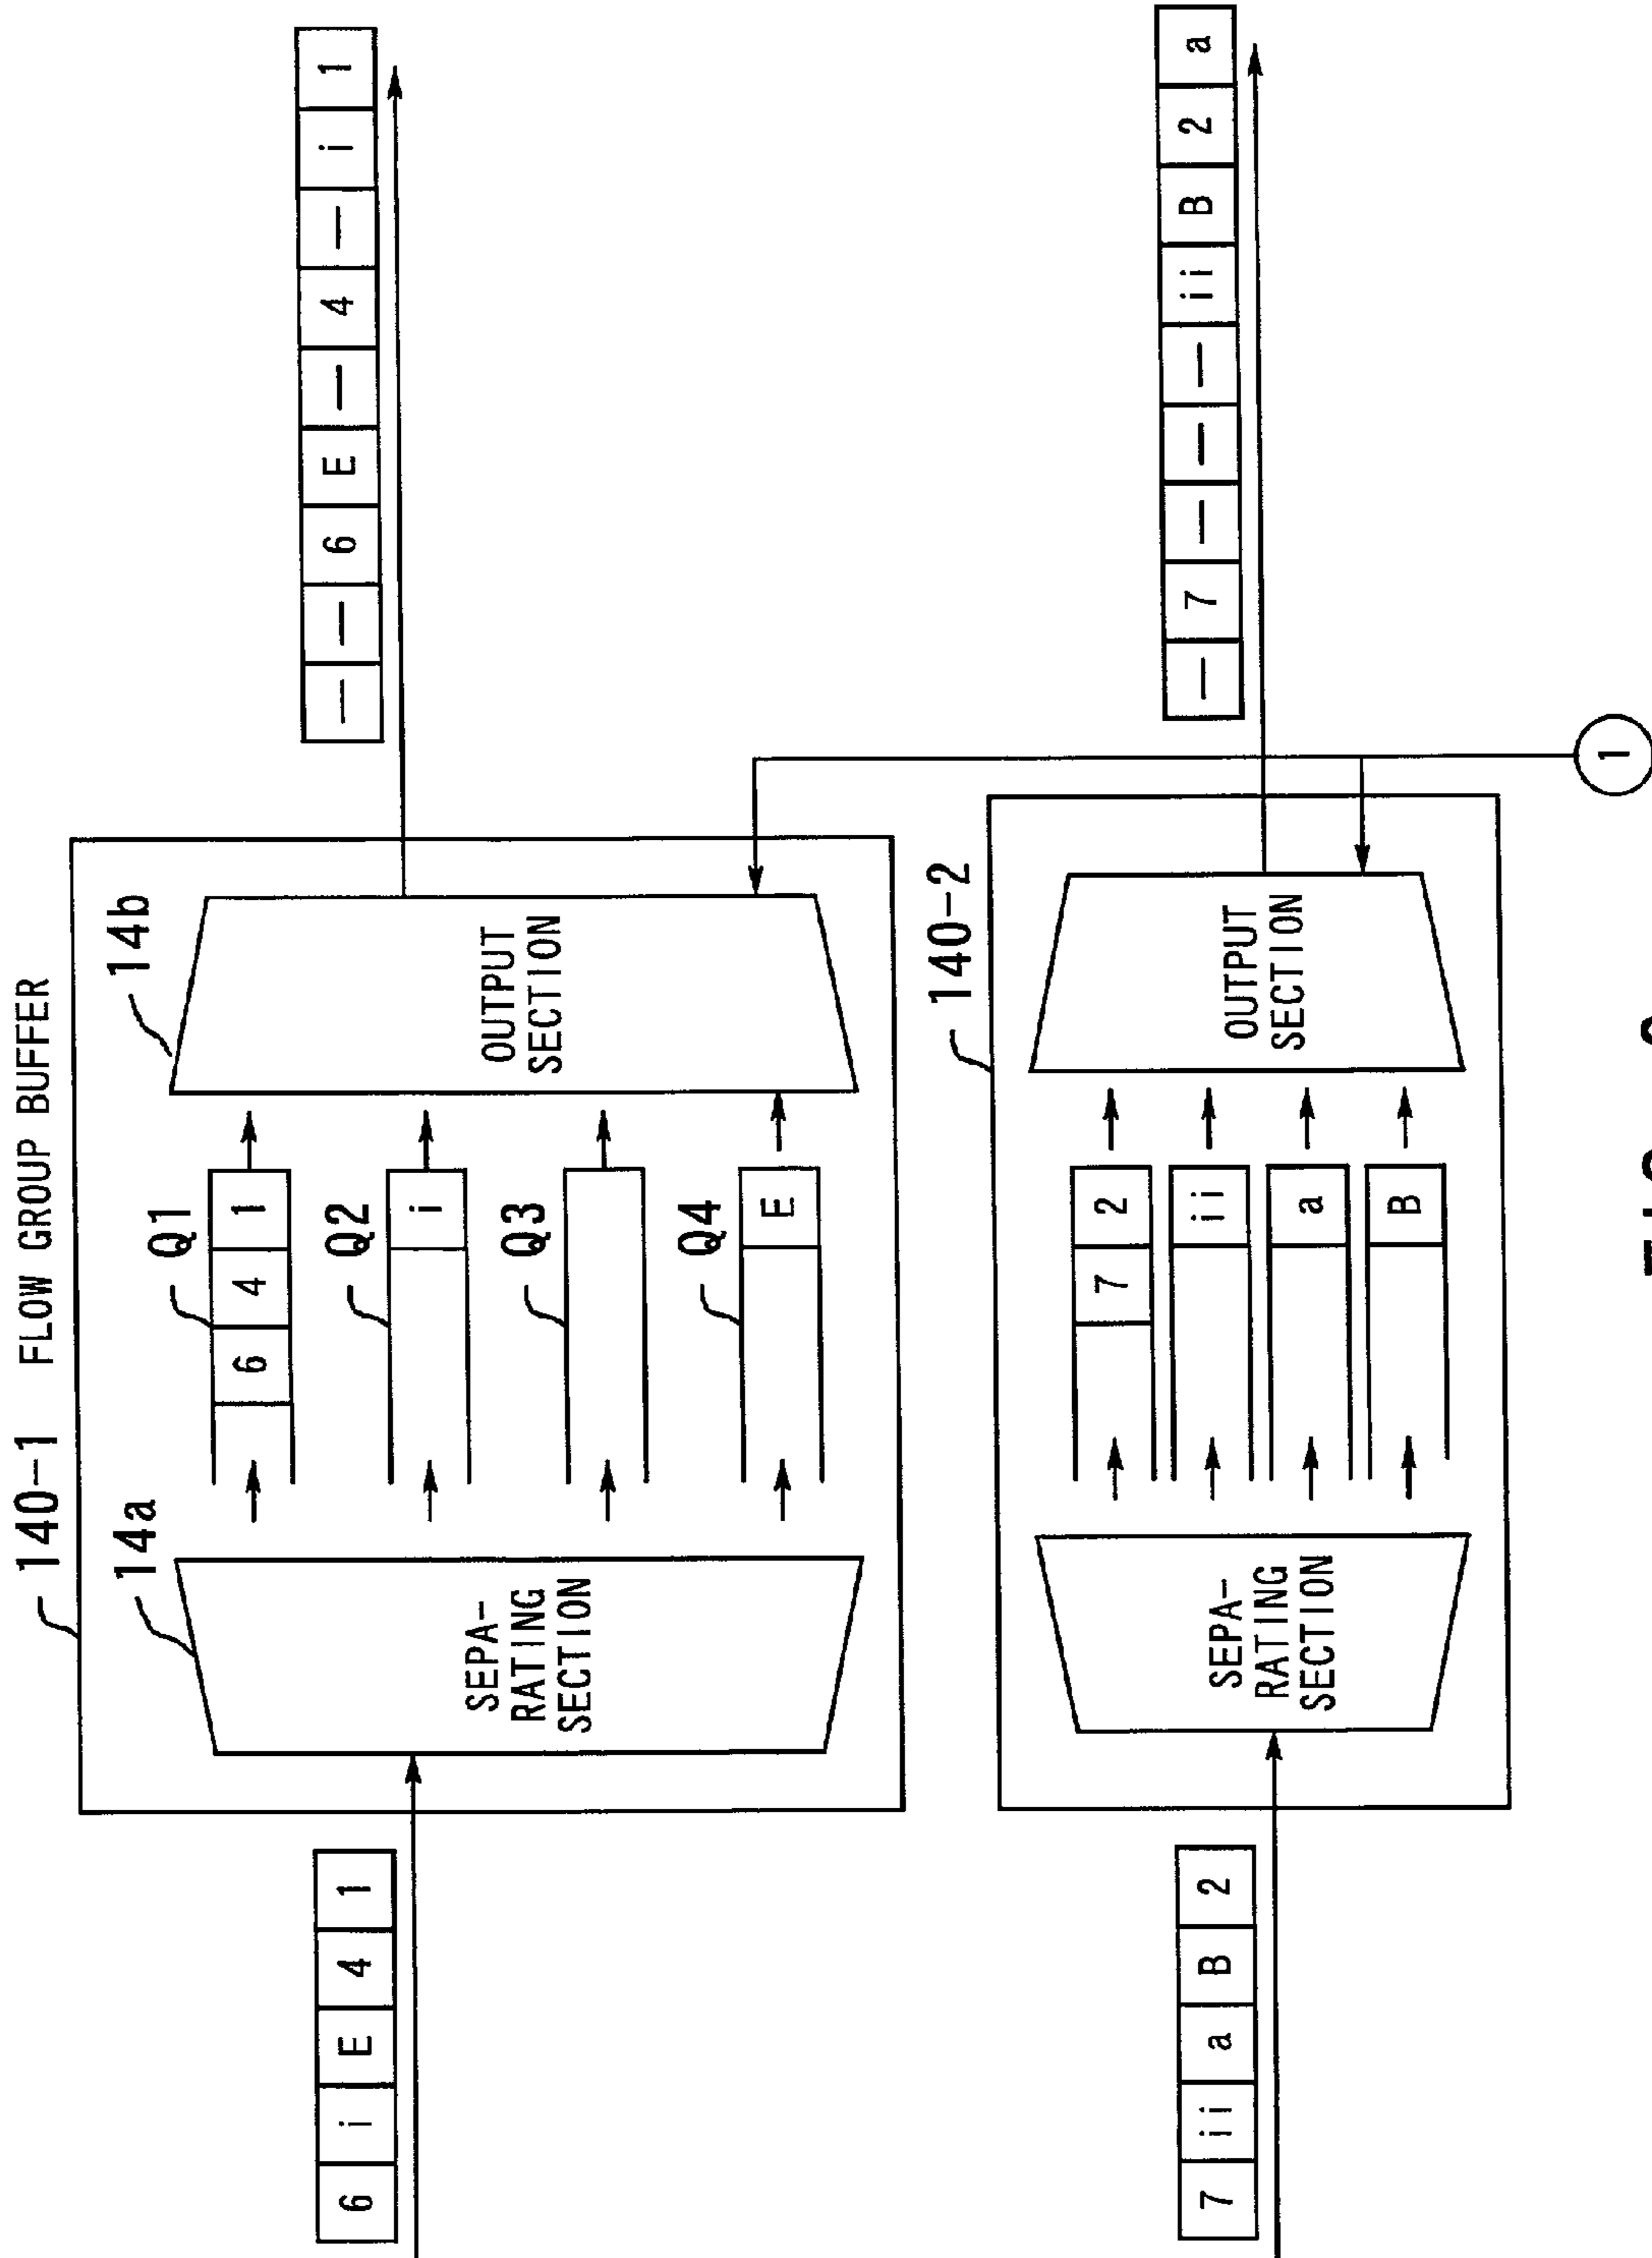 140-1 FLOW GROUP BUFFER
14a
14b
6 i E 4 1
SEPA-
RATING
SECTION
Q1
6 4 1
Q2
i
Q3
Q4
E
OUTPUT
SECTION
— — 6 E — 4 — i 1
140-2
7 ii a B 2
SEPA-
RATING
SECTION
7 2
ii
a
B
OUTPUT
SECTION
— 7 — — — ii B 2 a
1